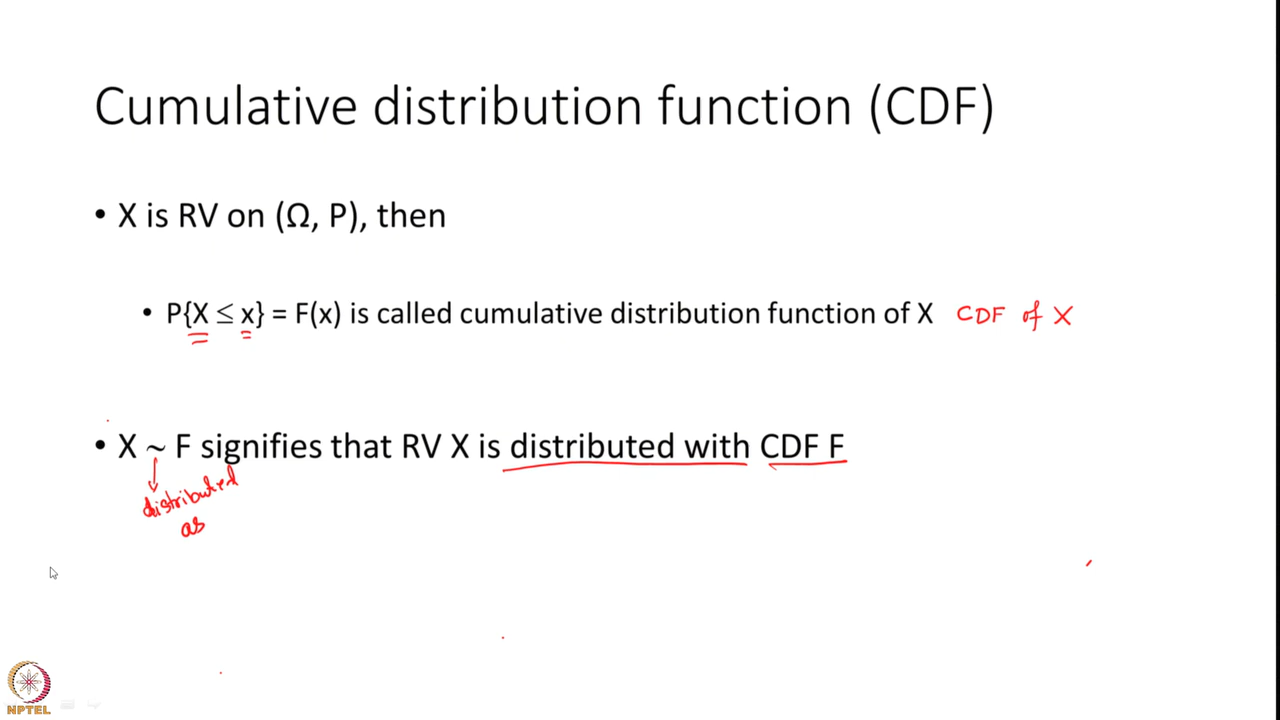 Cumulative distribution function (CDF)
• X is RV on (Ω, P), then
• P{X ≤ x} = F(x) is called cumulative distribution function of X CDF of X
• X ~ F signifies that RV X is distributed with CDF F
distributed
as
NPTEL